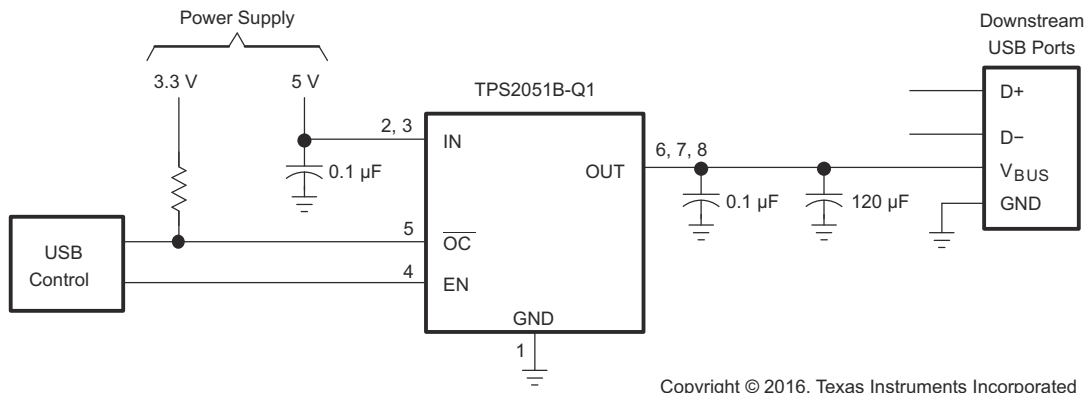 Power Supply
3.3 V
5 V
TPS2051B-Q1
Downstream
USB Ports
D+
D−
V BUS
GND
2, 3
IN
0.1 µF
6, 7, 8
OUT
0.1 µF
120 µF
USB
Control
5
OC
4
EN
GND
1
Copyright © 2016, Texas Instruments Incorporated